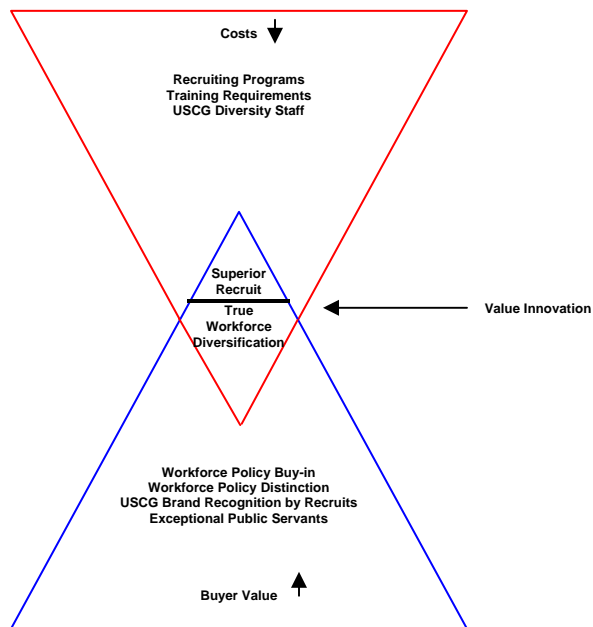 Costs
Recruiting Programs
Training Requirements
USCG Diversity Staff
Superior
Recruit
True
Workforce
Diversification
Value Innovation
Workforce Policy Buy-in
Workforce Policy Distinction
USCG Brand Recognition by Recruits
Exceptional Public Servants
Buyer Value